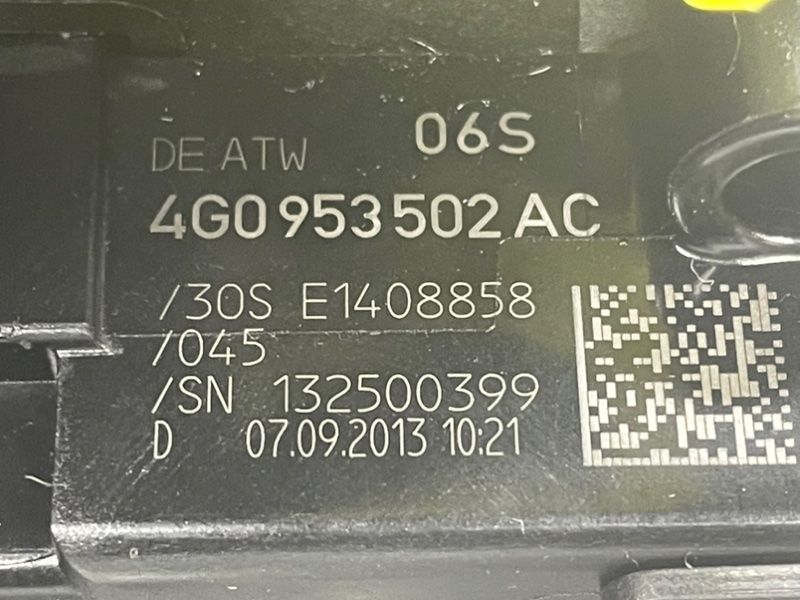 DE ATW 06S
4G0953502AC
/30S E1408858
/045
/SN 132500399
D 07.09.2013 10:21